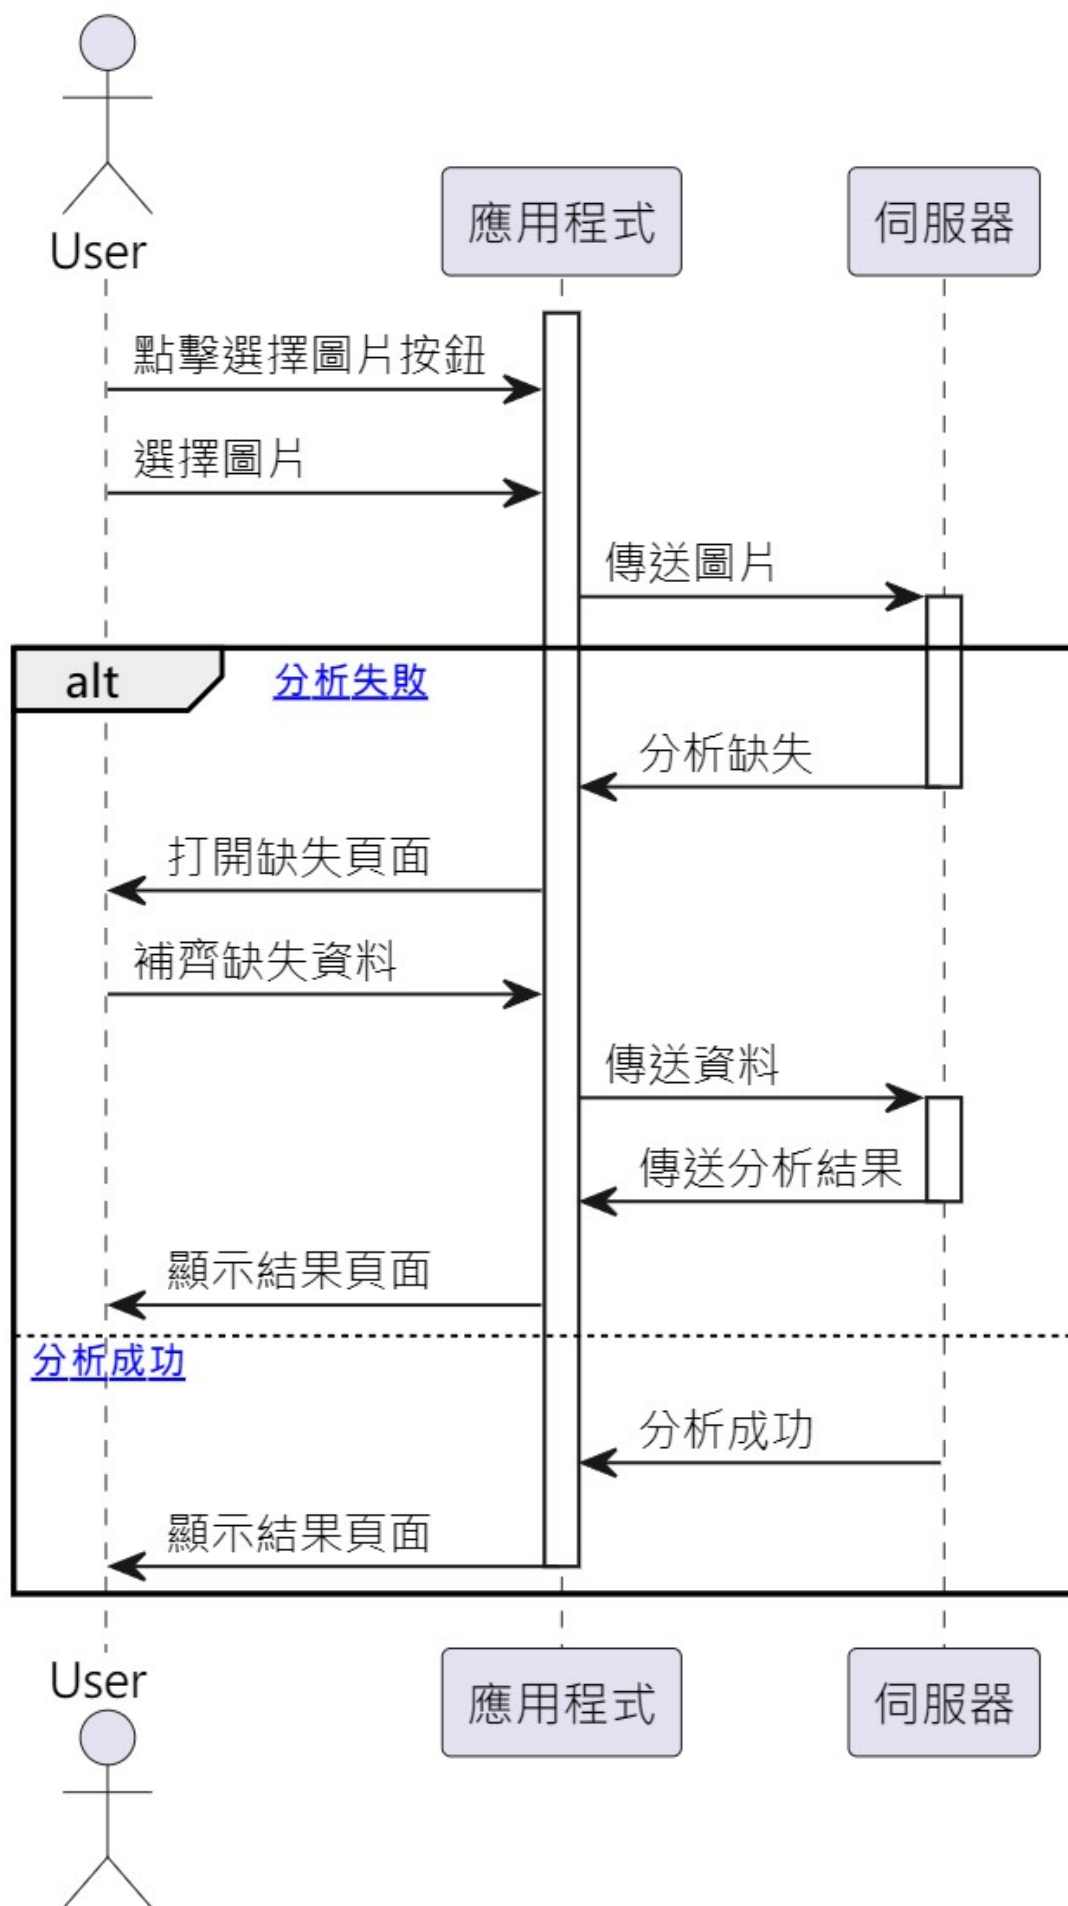 User
應用程式
伺服器
點擊選擇圖片按鈕
選擇圖片
傳送圖片
alt
分析失敗
分析缺失
打開缺失頁面
補齊缺失資料
傳送資料
傳送分析結果
顯示結果頁面
分析成功
分析成功
顯示結果頁面
User
應用程式
伺服器